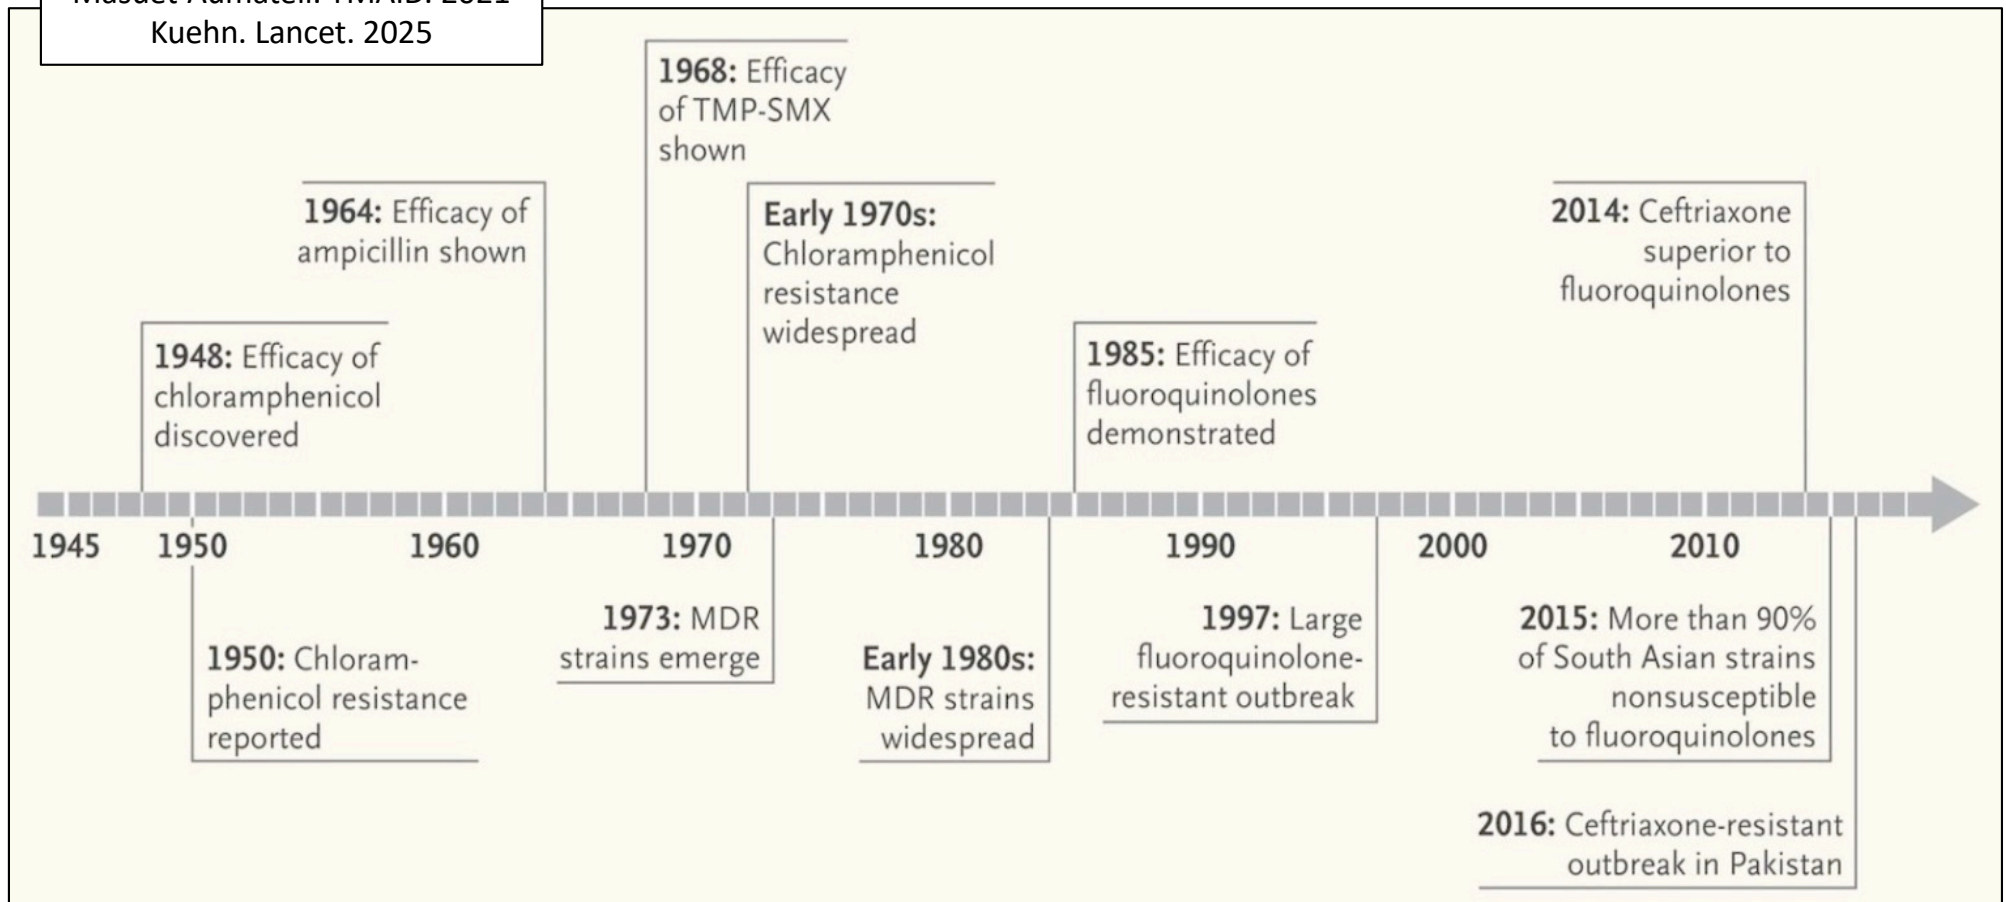 Kuehn. Lancet. 2025
1968: Efficacy
of TMP-SMX
shown
1964: Efficacy of
ampicillin shown
Early 1970s:
Chloramphenicol
resistance
widespread
2014: Ceftriaxone
superior to
fluoroquinolones
1948: Efficacy of
chloramphenicol
discovered
1985: Efficacy of
fluoroquinolones
demonstrated
1945 1950 1960 1970 1980 1990 2000 2010
1950: Chloram-
phenicol resistance
reported
1973: MDR
strains emerge
Early 1980s:
MDR strains
widespread
1997: Large
fluoroquinolone-
resistant outbreak
2015: More than 90%
of South Asian strains
nonsusceptible
to fluoroquinolones
2016: Ceftriaxone-resistant
outbreak in Pakistan